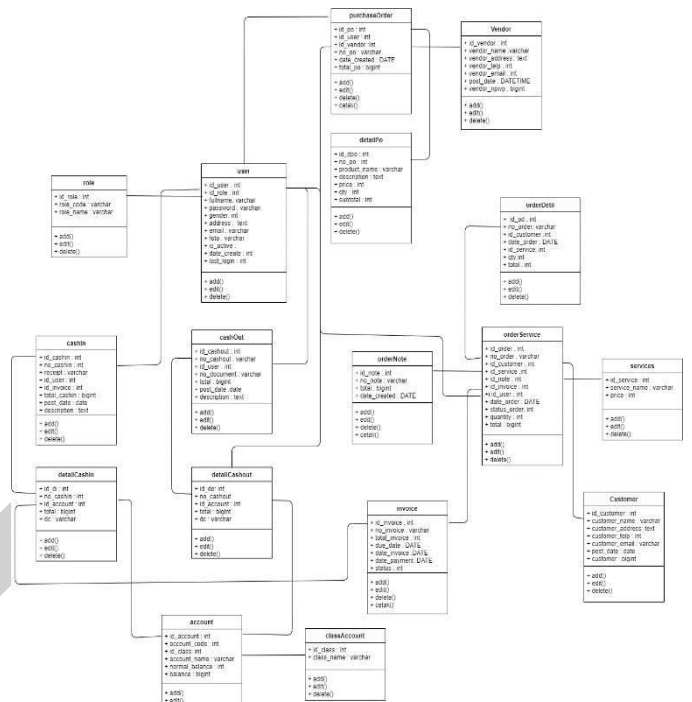 purchaseOrder
+ id_po : int
+ id_user : int
+ id_vendor : int
+ no_po : varchar
+ date_created : DATE
+ total_po : bigint
+ add()
+ edit()
+ delete()
+ cetak()
Vendor
+ id_vendor : int
+ vendor_name :varchar
+ vendor_address : text
+ vendor_telp : int
+ vendor_email : int
+ post_date : DATETIME
+ vendor_npwp : bigint
+ add()
+ edit()
+ delete()
detailPo
+ id_dpo : int
+ no_po : int
+ product_name : varchar
+ description : text
+ price : int
+ qty : int
+ subtotal : int
+ add()
+ edit()
+ delete()
role
+ id_role : int
+ role_code : varchar
+ role_name : varchar
+ add()
+ edit()
+ delete()
user
+ id_user : int
+ id_role : int
+ fullname : varchar
+ password : varchar
+ gender: int
+ address : text
+ email : varchar
+ foto : varchar
+ is_active :
+ date_create : int
+ last_login : int
+ add()
+ edit()
+ delete()
orderDetil
+ id_od : int
+ no_order: varchar
+ id_customer : int
+ date_order : DATE
+ id_service: int
+ qty int
+ total : int
+ add()
+ edit()
+ delete()
cashIn
+ id_cashin : int
+ no_cashin : int
+ receipt : varchar
+ id_user : int
+ id_invoice : int
+ total_cashin : bigint
+ post_date : date
+ description : text
+ add()
+ edit()
+ delete()
cashOut
+ id_cashout : int
+ no_cashout : varchar
+ id_user : int
+ no_document : varchar
+ total : bigint
+ post_date :date
+ description : text
+ add()
+ edit()
+ delete()
orderNote
+ id_note : int
+ no_note : varchar
+ total : bigint
+ date_created : DATE
+ add()
+ edit()
+ delete()
+ cetak()
orderService
+ id_order : int
+ no_order : varchar
+ id_customer : int
+ id_service : int
+ id_note : int
+ id_invoice : int
+ id_user : int
+ date_order : DATE
+ status_order: int
+ quantity : int
+ total : bigint
+ add()
+ edit()
+ delete()
services
+ id_service : int
+ service_name : varchar
+ price : int
+ add()
+ edit()
+ delete()
detailCashin
+ id_di : int
+ no_cashin : int
+ id_account : int
+ total : bigint
+ dc : varchar
+ add()
+ edit()
+ delete()
detailCashout
+ id_do: int
+ no_cashout
+ id_account : int
+ total : bigint
+ dc : varchar
+ add()
+ edit()
+ delete()
invoice
+ id_invoice : int
+ no_invoice : varchar
+ total_invoice : int
+ due_date : DATE
+ date_invoice :DATE
+ date_payment :DATE
+ status : int
+ add()
+ edit()
+ delete()
+ cetak()
Customer
+ id_customer : int
+ customer_name : varchar
+ customer_address: text
+ customer_telp : int
+ customer_email : varchar
+ post_date : date
+ customer : bigint
+ add()
+ edit()
+ delete()
account
+ id_account : int
+ account_code : int
+ id_class: int
+ account_name : varchar
+ normal_balance : int
+ balance : bigint
+ add()
+ edit()
classAccount
+ id_class : int
+ class_name : varchar
+ add()
+ edit()
+ delete()